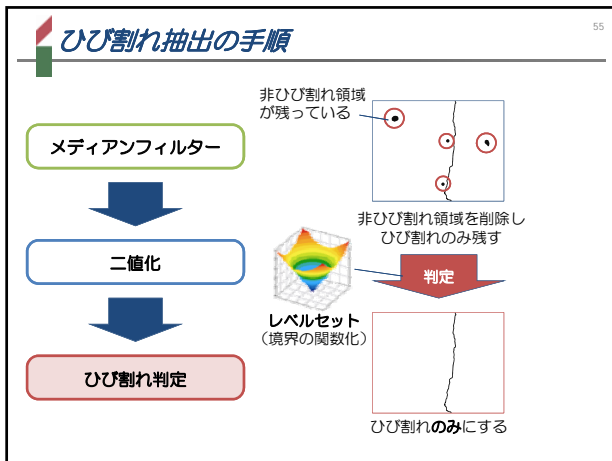 ひび割れ抽出の手順
55
メディアンフィルター
二値化
ひび割れ判定
非ひび割れ領域
が残っている
非ひび割れ領域を削除し
ひび割れのみ残す
判定
レベルセット
（境界の関数化）
ひび割れのみにする